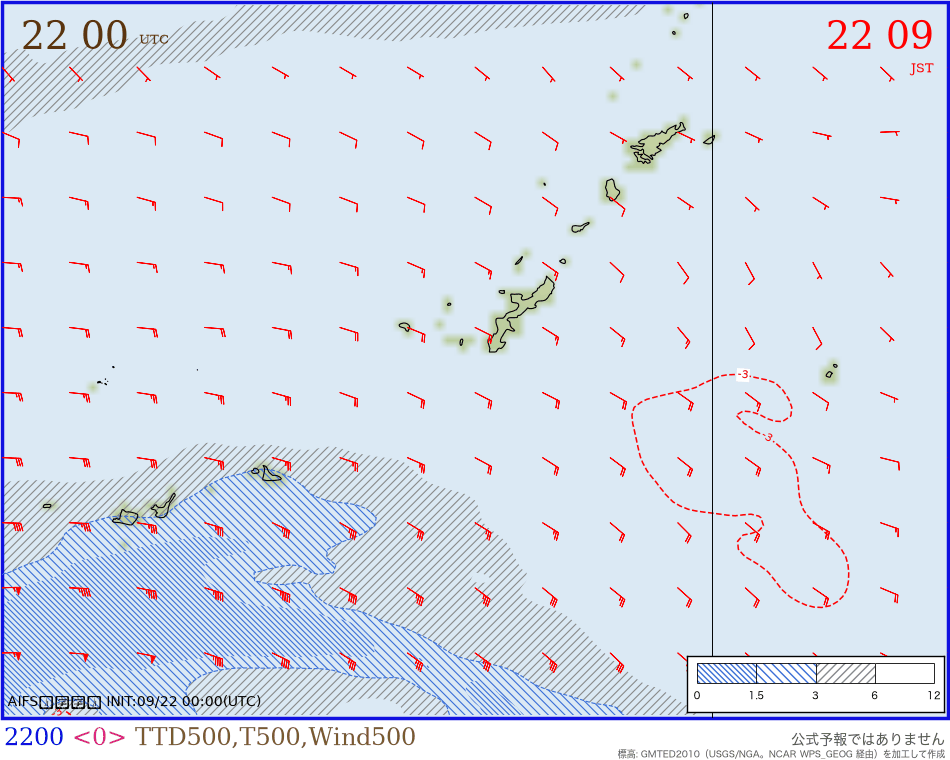 22 00 UTC
22 09
JST
-3
-3
-3
0 1.5 3 6 12
AIFS INIT:09/22 00:00(UTC)
2200 <0> TTD500,T500,Wind500
公式予報ではありません
標高: GMTED2010（USGS/NGA。NCAR WPS_GEOG 経由）を加工して作成